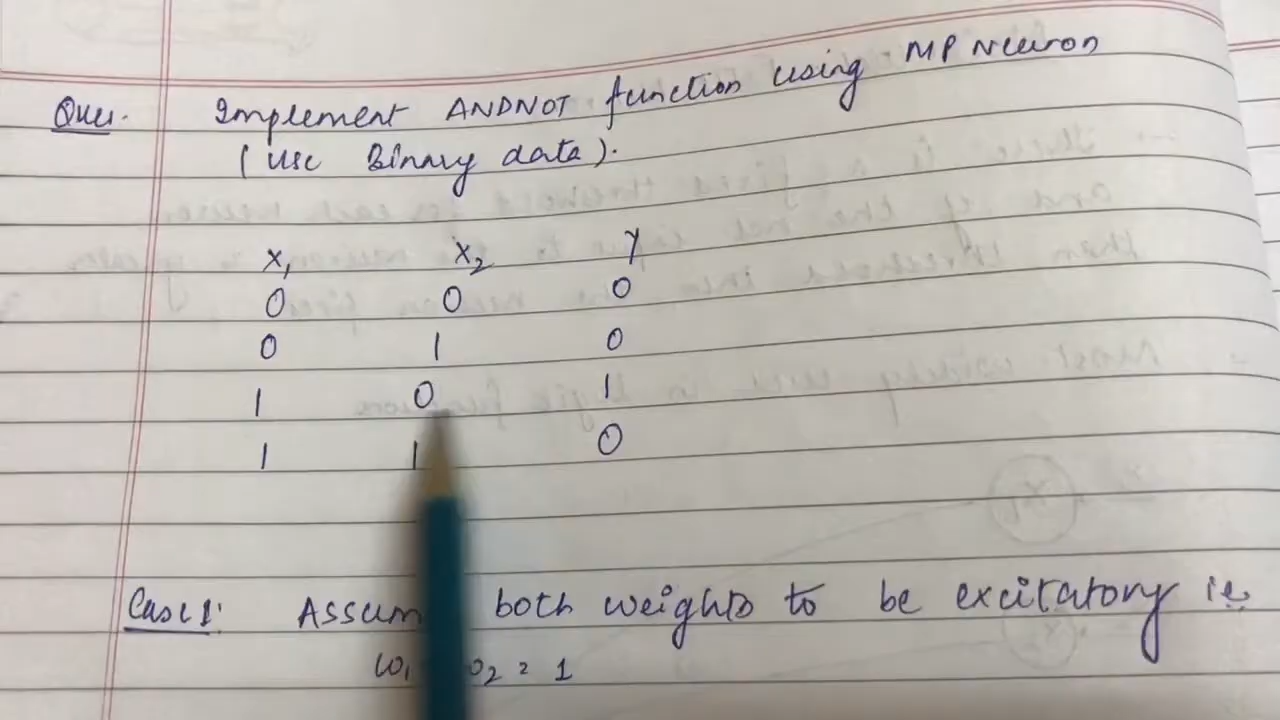 Ques. Implement ANDNOT function using MP Neuron
(Use Binary data).
X1 X2 Y
0 0 0
0 1 0
1 0 1
1 1 0
Case 1: Assum both weights to be excitatory i.e.
w1 = 1